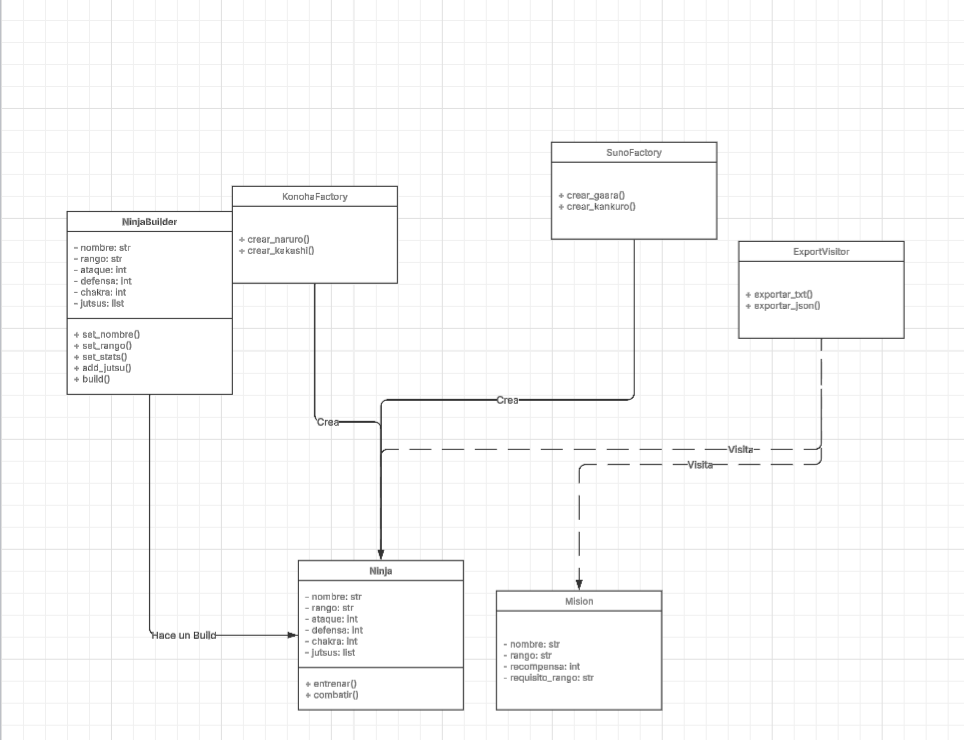 SunoFactory
+ crear_gaara()
+ crear_kankuro()
KonohaFactory
+ crear_naruro()
+ crear_kakashi()
NinjaBuilder
- nombre: str
- rango: str
- ataque: int
- defensa: int
- chakra: int
- jutsus: list
+ set_nombre()
+ set_rango()
+ set_stats()
+ add_jutsu()
+ build()
ExportVisitor
+ exportar_txt()
+ exportar_json()
Crea
Crea
Visita
Visita
Hace un Build
Ninja
- nombre: str
- rango: str
- ataque: int
- defensa: int
- chakra: int
- jutsus: list
+ entrenar()
+ combatir()
Mision
- nombre: str
- rango: str
- recompensa: int
- requisito_rango: str